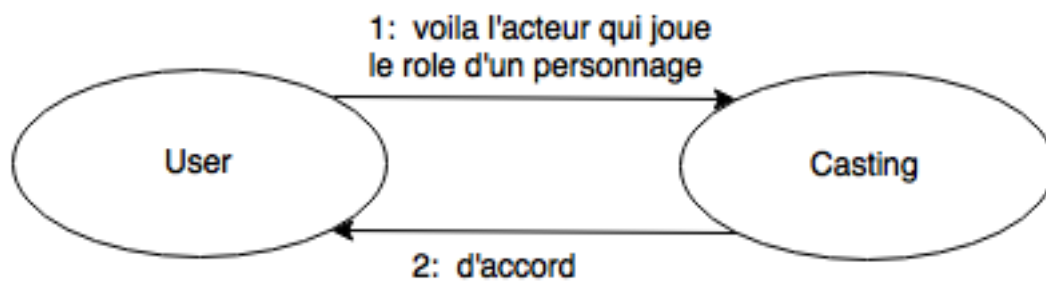 1: voila l'acteur qui joue
le role d'un personnage
User
Casting
2: d'accord